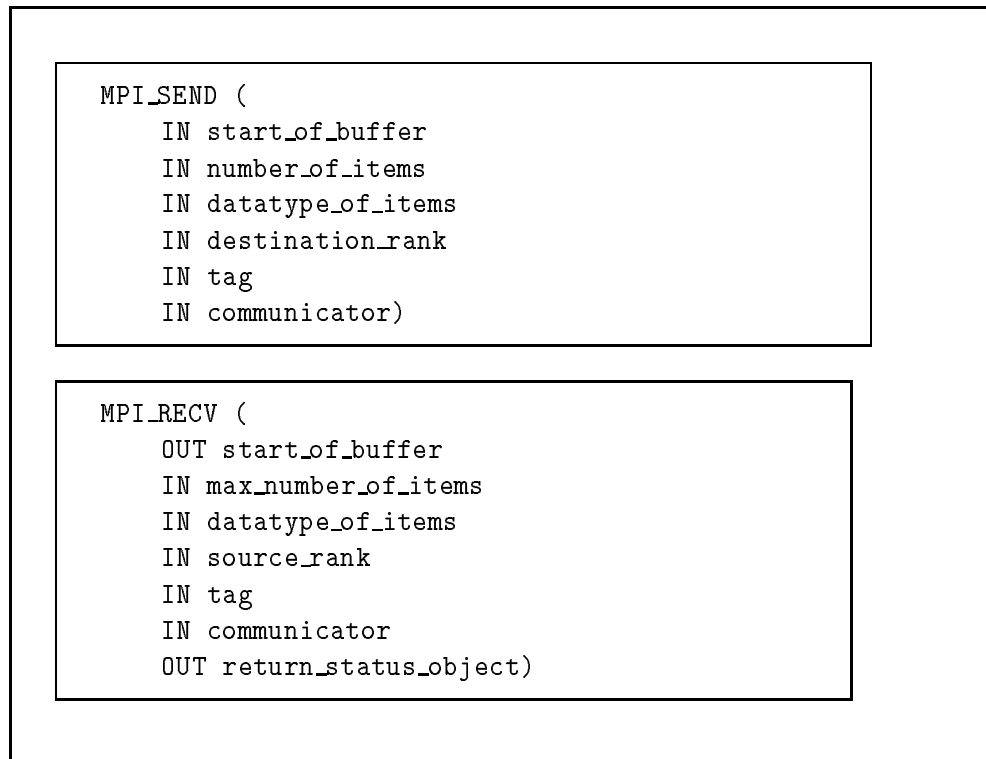 MPI_SEND (
IN start_of_buffer
IN number_of_items
IN datatype_of_items
IN destination_rank
IN tag
IN communicator)
MPI_RECV (
OUT start_of_buffer
IN max_number_of_items
IN datatype_of_items
IN source_rank
IN tag
IN communicator
OUT return_status_object)